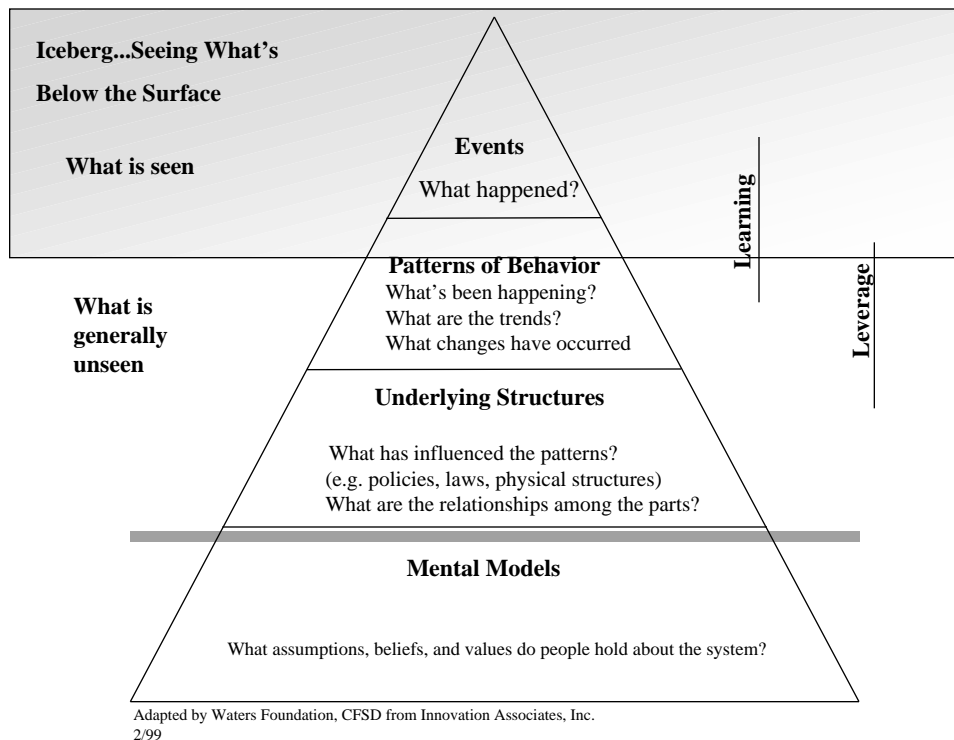 Iceberg...Seeing What's
Below the Surface
What is seen
Events
What happened?
Learning
Patterns of Behavior
What's been happening?
What are the trends?
What changes have occurred
What is
generally
unseen
Leverage
Underlying Structures
What has influenced the patterns?
(e.g. policies, laws, physical structures)
What are the relationships among the parts?
Mental Models
What assumptions, beliefs, and values do people hold about the system?
Adapted by Waters Foundation, CFSD from Innovation Associates, Inc.
2/99